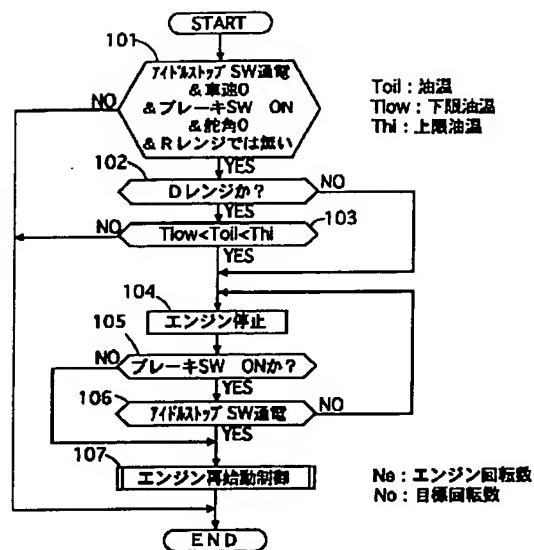 START
101
アイドルストップ SW通電
&車速0
&ブレーキSW ON
&舵角0
&Rレンジでは無い
NO
YES
Toil:油温
Tlow:下限油温
Thi:上限油温
102
Dレンジか?
NO
YES
103
Tlow<Toil<Thi
NO
YES
104
エンジン停止
105
ブレーキSW ONか?
NO
YES
106
アイドルストップ SW通電
NO
YES
107
エンジン再始動制御
Ne:エンジン回転数
No:目標回転数
END